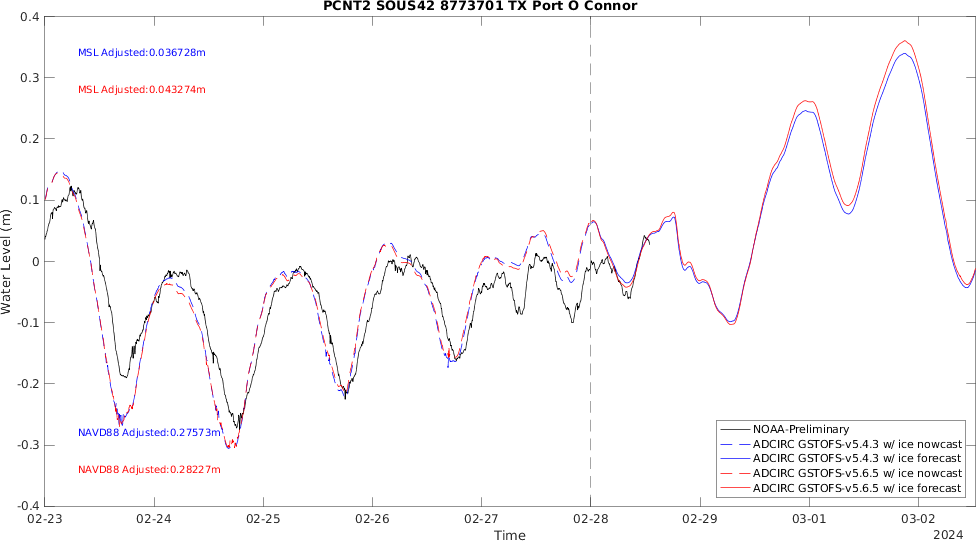 PCNT2 SOUS42 8773701 TX Port O Connor
0.4
0.3
0.2
0.1
0
-0.1
-0.2
-0.3
-0.4
Water Level (m)
MSL Adjusted:0.036728m
MSL Adjusted:0.043274m
NAVD88 Adjusted:0.27573m
NAVD88 Adjusted:0.28227m
NOAA-Preliminary
ADCIRC GSTOFS-v5.4.3 w/ ice nowcast
ADCIRC GSTOFS-v5.4.3 w/ ice forecast
ADCIRC GSTOFS-v5.6.5 w/ ice nowcast
ADCIRC GSTOFS-v5.6.5 w/ ice forecast
02-23 02-24 02-25 02-26 02-27 02-28 02-29 03-01 03-02
Time
2024